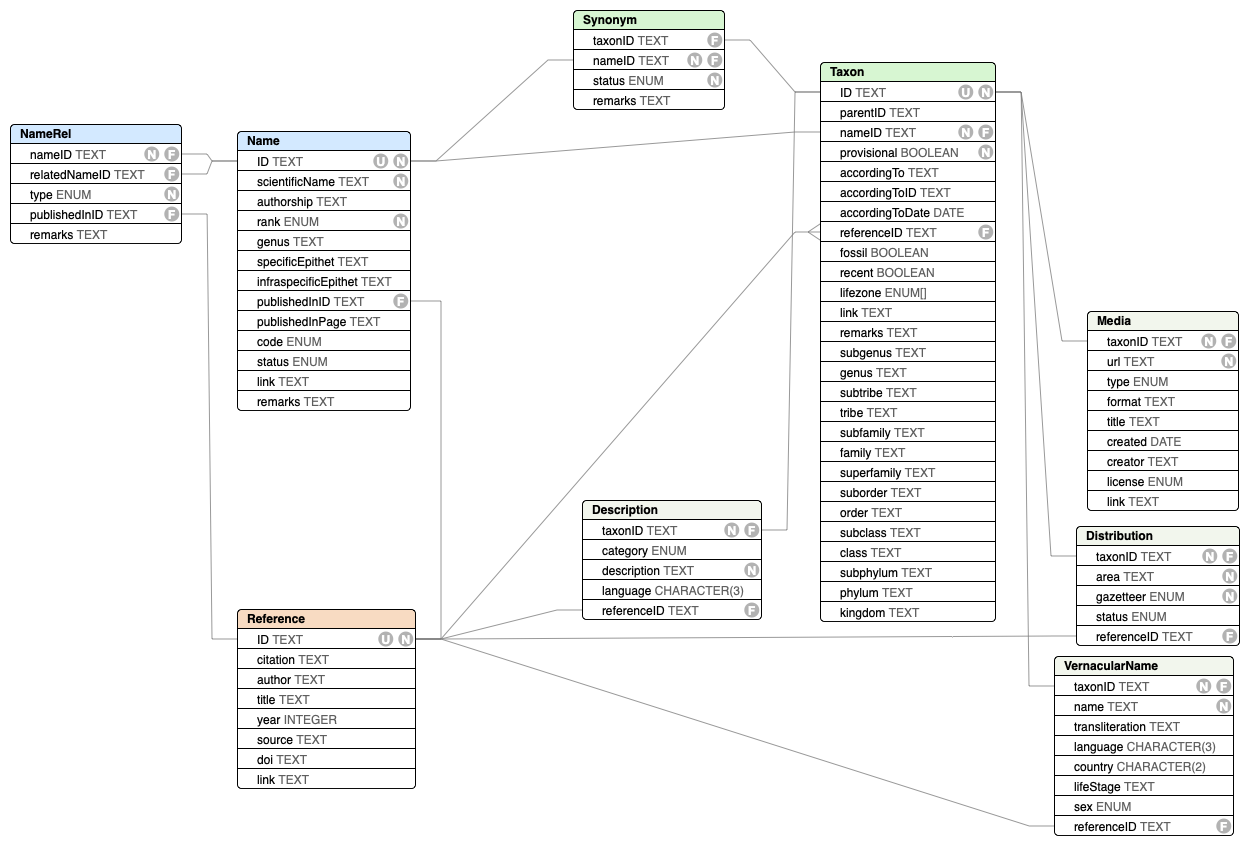 Synonym
taxonID TEXT F
nameID TEXT N F
status ENUM N
remarks TEXT
Taxon
ID TEXT U N
parentID TEXT
nameID TEXT N F
provisional BOOLEAN N
accordingTo TEXT
accordingToID TEXT
accordingToDate DATE
referenceID TEXT F
fossil BOOLEAN
recent BOOLEAN
lifezone ENUM[]
link TEXT
remarks TEXT
subgenus TEXT
genus TEXT
subtribe TEXT
tribe TEXT
subfamily TEXT
family TEXT
superfamily TEXT
suborder TEXT
order TEXT
subclass TEXT
class TEXT
subphylum TEXT
phylum TEXT
kingdom TEXT
NameRel
nameID TEXT N F
relatedNameID TEXT F
type ENUM N
publishedInID TEXT F
remarks TEXT
Name
ID TEXT U N
scientificName TEXT N
authorship TEXT
rank ENUM N
genus TEXT
specificEpithet TEXT
infraspecificEpithet TEXT
publishedInID TEXT F
publishedInPage TEXT
code ENUM
status ENUM
link TEXT
remarks TEXT
Media
taxonID TEXT N F
url TEXT N
type ENUM
format TEXT
title TEXT
created DATE
creator TEXT
license ENUM
link TEXT
Description
taxonID TEXT N F
category ENUM
description TEXT N
language CHARACTER(3)
referenceID TEXT F
Distribution
taxonID TEXT N F
area TEXT N
gazetteer ENUM N
status ENUM
referenceID TEXT F
Reference
ID TEXT U N
citation TEXT
author TEXT
title TEXT
year INTEGER
source TEXT
doi TEXT
link TEXT
VernacularName
taxonID TEXT N F
name TEXT N
transliteration TEXT
language CHARACTER(3)
country CHARACTER(2)
lifeStage TEXT
sex ENUM
referenceID TEXT F